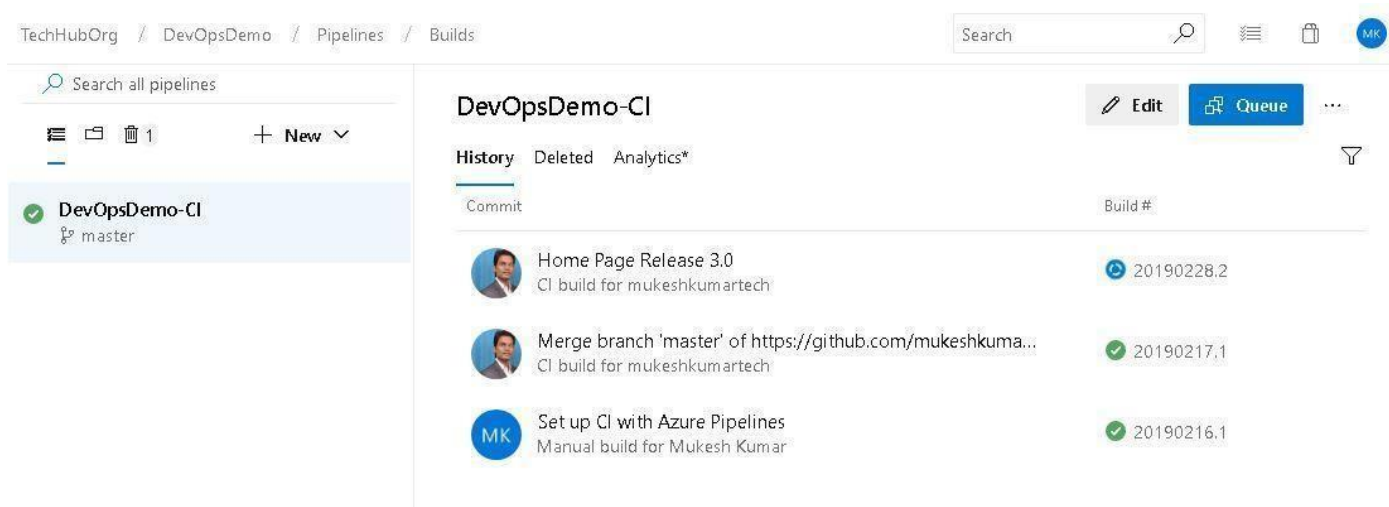 TechHubOrg / DevOpsDemo / Pipelines / Builds
Search
MK
Search all pipelines
1
+ New
DevOpsDemo-CI
master
DevOpsDemo-CI
Edit
Queue
...
History Deleted Analytics*
Commit Build #
Home Page Release 3.0
CI build for mukeshkumartech
20190228.2
Merge branch 'master' of https://github.com/mukeshkuma...
CI build for mukeshkumartech
20190217.1
MK
Set up CI with Azure Pipelines
Manual build for Mukesh Kumar
20190216.1